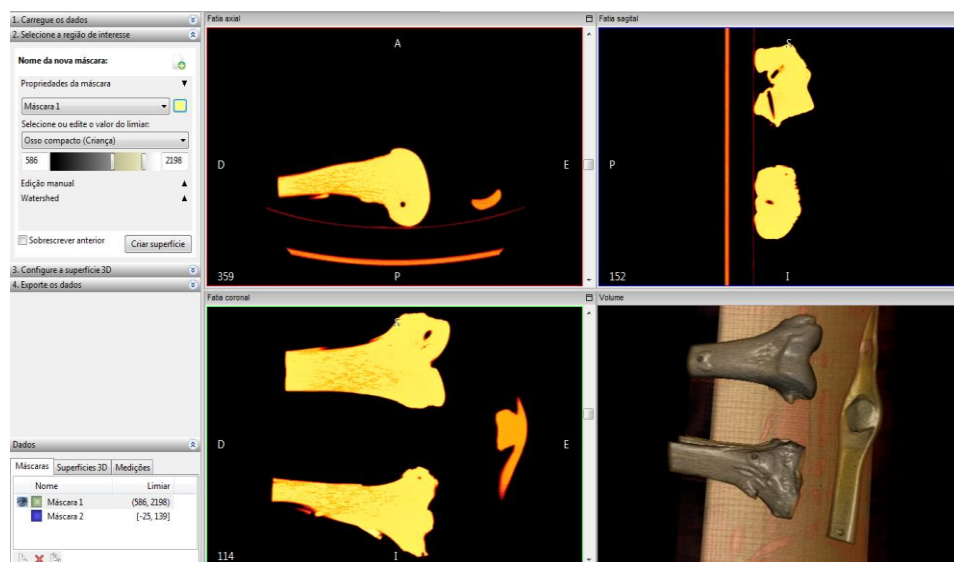 1. Carregue os dados
2. Selecione a região de interesse
Nome da nova máscara:
Propriedades da máscara
Máscara 1
Selecione ou edite o valor do limiar:
Osso compacto (Criança)
586 2198
Edição manual
Watershed
Sobrescrever anterior Criar superfície
3. Configure a superfície 3D
4. Exporte os dados
Dados
Máscaras Superfícies 3D Medições
Nome Limiar
Máscara 1 (586, 2198)
Máscara 2 [-25, 139]
Fatia axial
A
D E
359 P
Fatia sagital
S
P
152 I
Fatia coronal
S
D E
114 I
Volume